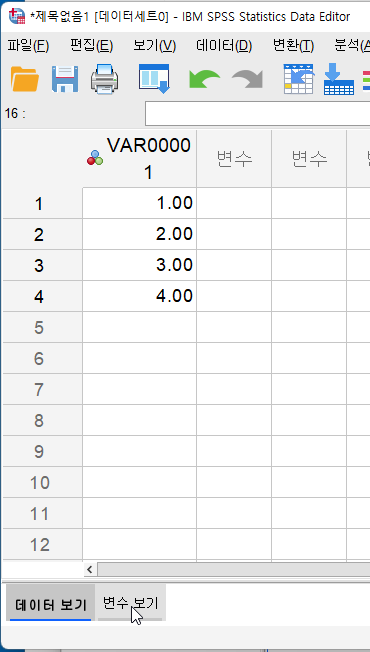 *제목없음1 [데이터세트0] - IBM SPSS Statistics Data Editor
파일(F) 편집(E) 보기(V) 데이터(D) 변환(T) 분석(A
16 :
VAR0000
1 변수 변수
1 1.00
2 2.00
3 3.00
4 4.00
5
6
7
8
9
10
11
12
데이터 보기 변수 보기